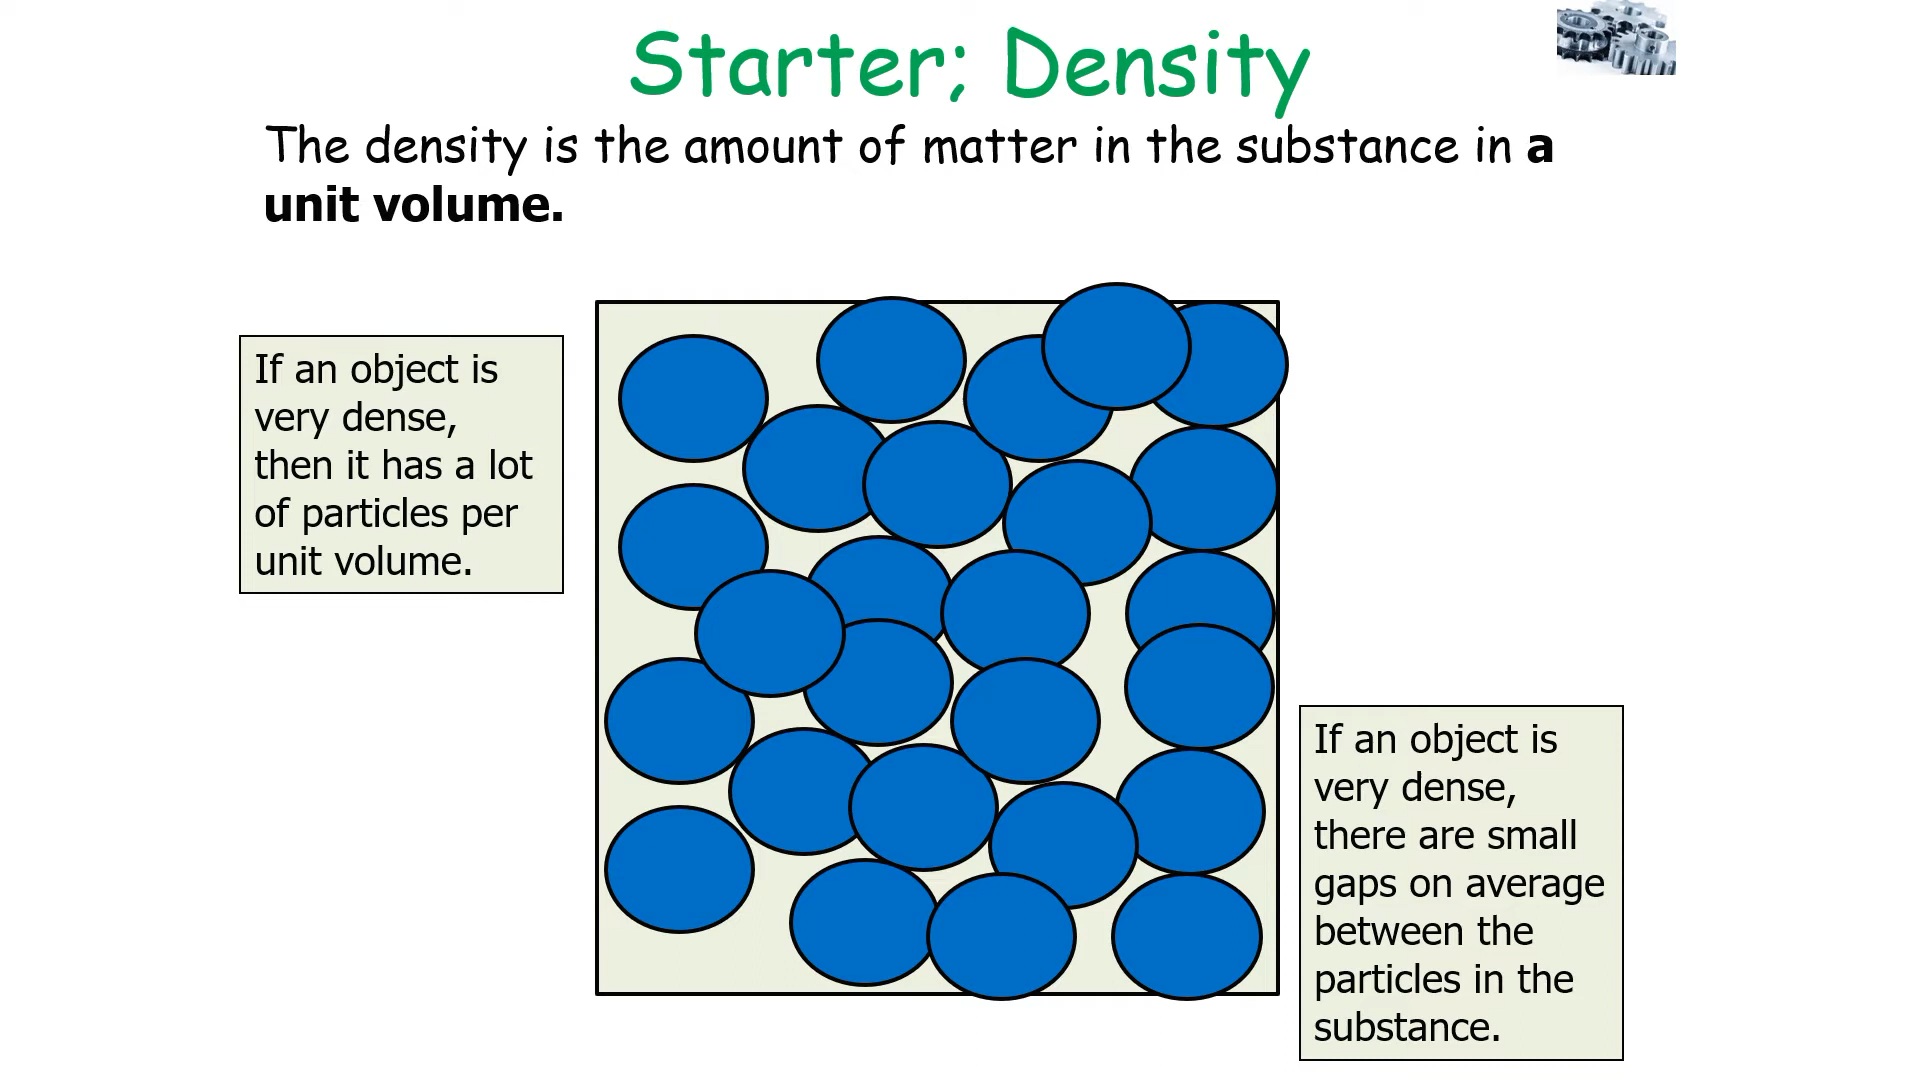 Starter; Density
The density is the amount of matter in the substance in a
unit volume.
If an object is
very dense,
then it has a lot
of particles per
unit volume.
If an object is
very dense,
there are small
gaps on average
between the
particles in the
substance.